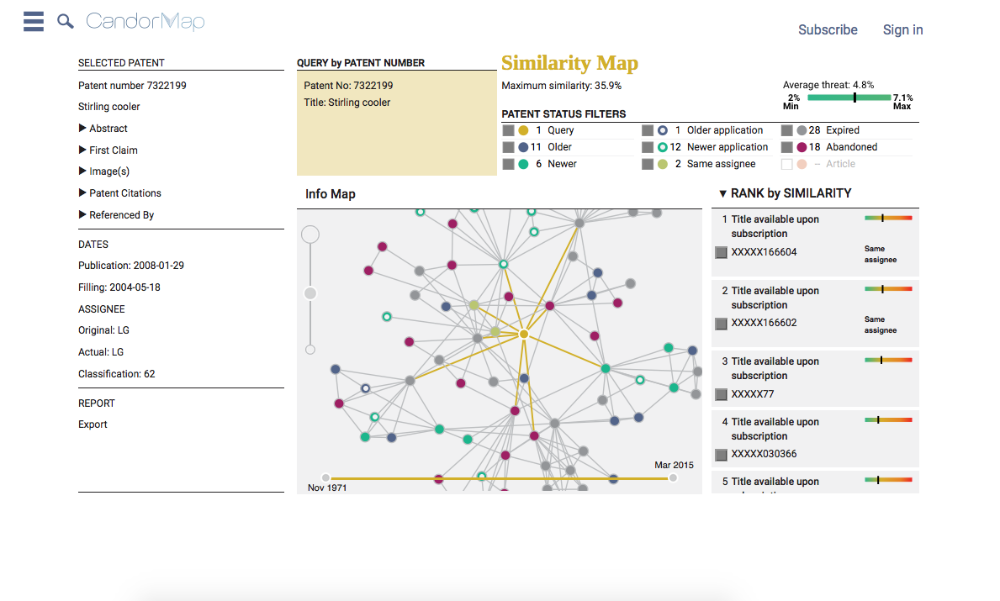 CandorMap
Subscribe
Sign in
SELECTED PATENT
Patent number 7322199
Stirling cooler
▶ Abstract
▶ First Claim
▶ Image(s)
▶ Patent Citations
▶ Referenced By
DATES
Publication: 2008-01-29
Filling: 2004-05-18
ASSIGNEE
Original: LG
Actual: LG
Classification: 62
REPORT
Export
QUERY by PATENT NUMBER
Patent No: 7322199
Title: Stirling cooler
Similarity Map
Maximum similarity: 35.9%
Average threat: 4.8%
2%
Min
7.1%
Max
PATENT STATUS FILTERS
1 Query
11 Older
6 Newer
1 Older application
12 Newer application
2 Same assignee
28 Expired
18 Abandoned
-- Article
Info Map
Nov 1971
Mar 2015
▼ RANK by SIMILARITY
1 Title available upon
subscription
XXXXX166604
Same
assignee
2 Title available upon
subscription
XXXXX166602
Same
assignee
3 Title available upon
subscription
XXXXX77
4 Title available upon
subscription
XXXXX030366
5 Title available upon